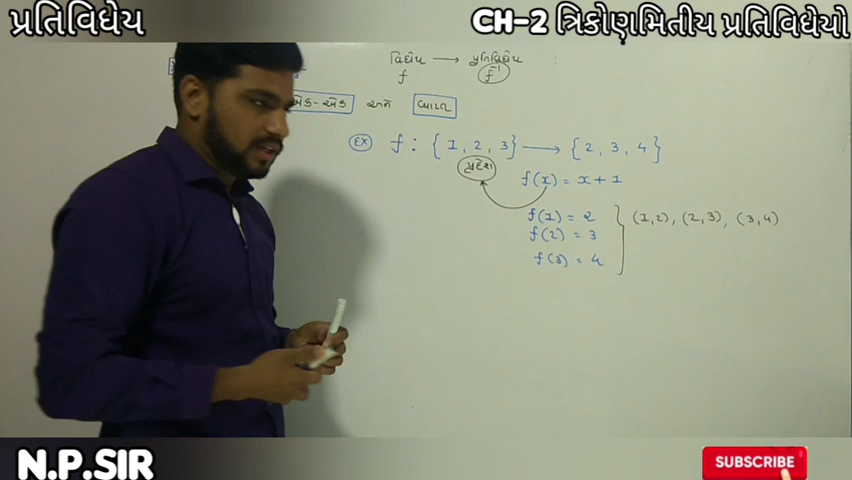 પ્રતિવિધેય
CH-2 ત્રિકોણમિતીય પ્રતિવિધેયો
વિધેય → પ્રતિવિધેય
f f⁻¹
એક-એક અને વ્યાપ્ત
EX f : {1, 2, 3} → {2, 3, 4}
પ્રદેશ f(x) = x + 1
f(1) = 2 } (1,2), (2,3), (3,4)
f(2) = 3
f(3) = 4
N.P.SIR
SUBSCRIBE